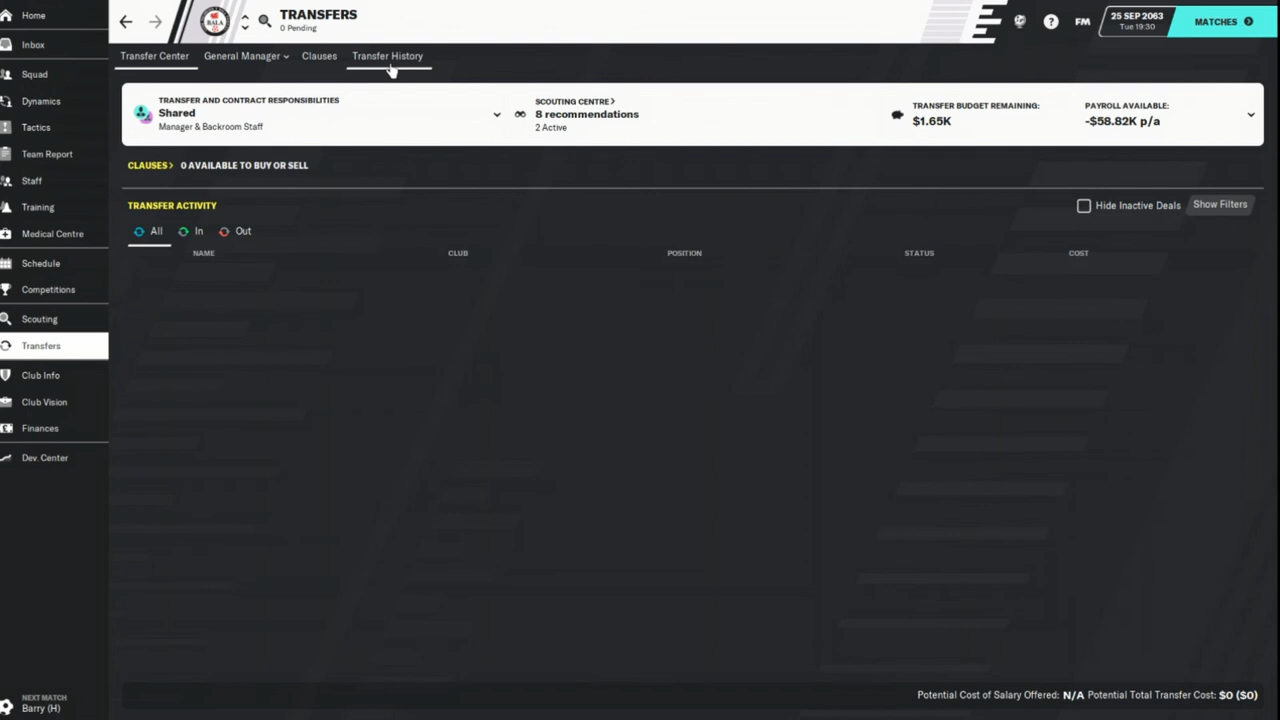 Home
Inbox
Squad
Dynamics
Tactics
Team Report
Staff
Training
Medical Centre
Schedule
Competitions
Scouting
Transfers
Club Info
Club Vision
Finances
Dev. Center
NEXT MATCH
Barry (H)
BALA
TRANSFERS
0 Pending
?
FM
25 SEP 2063
Tue 19:30
MATCHES
Transfer Center General Manager Clauses Transfer History
TRANSFER AND CONTRACT RESPONSIBILITIES
Shared
Manager & Backroom Staff
SCOUTING CENTRE >
8 recommendations
2 Active
TRANSFER BUDGET REMAINING:
$1.65K
PAYROLL AVAILABLE:
-$58.82K p/a
CLAUSES > 0 AVAILABLE TO BUY OR SELL
TRANSFER ACTIVITY
Hide Inactive Deals Show Filters
All In Out
NAME CLUB POSITION STATUS COST
Potential Cost of Salary Offered: N/A Potential Total Transfer Cost: $0 ($0)